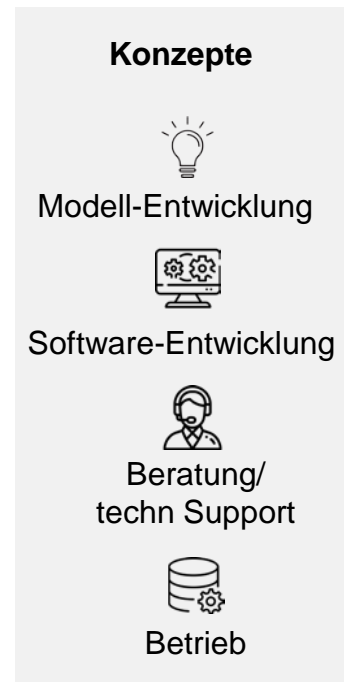 Konzepte
Modell-Entwicklung
Software-Entwicklung
Beratung/
techn Support
Betrieb